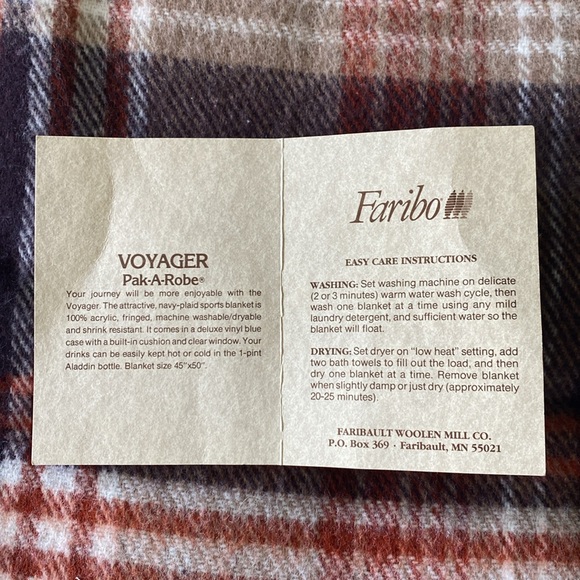 VOYAGER
Pak-A-Robe®
Your journey will be more enjoyable with the
Voyager. The attractive, navy-plaid sports blanket is
100% acrylic, fringed, machine washable/dryable
and shrink resistant. It comes in a deluxe vinyl blue
case with a built-in cushion and clear window. Your
drinks can be easily kept hot or cold in the 1-pint
Aladdin bottle. Blanket size 45"x50".
Faribo®
EASY CARE INSTRUCTIONS
WASHING: Set washing machine on delicate
(2 or 3 minutes) warm water wash cycle, then
wash one blanket at a time using any mild
laundry detergent, and sufficient water so the
blanket will float.
DRYING: Set dryer on "low heat" setting, add
two bath towels to fill out the load, and then
dry one blanket at a time. Remove blanket
when slightly damp or just dry (approximately
20-25 minutes).
FARIBAULT WOOLEN MILL CO.
P.O. Box 369 · Faribault, MN 55021